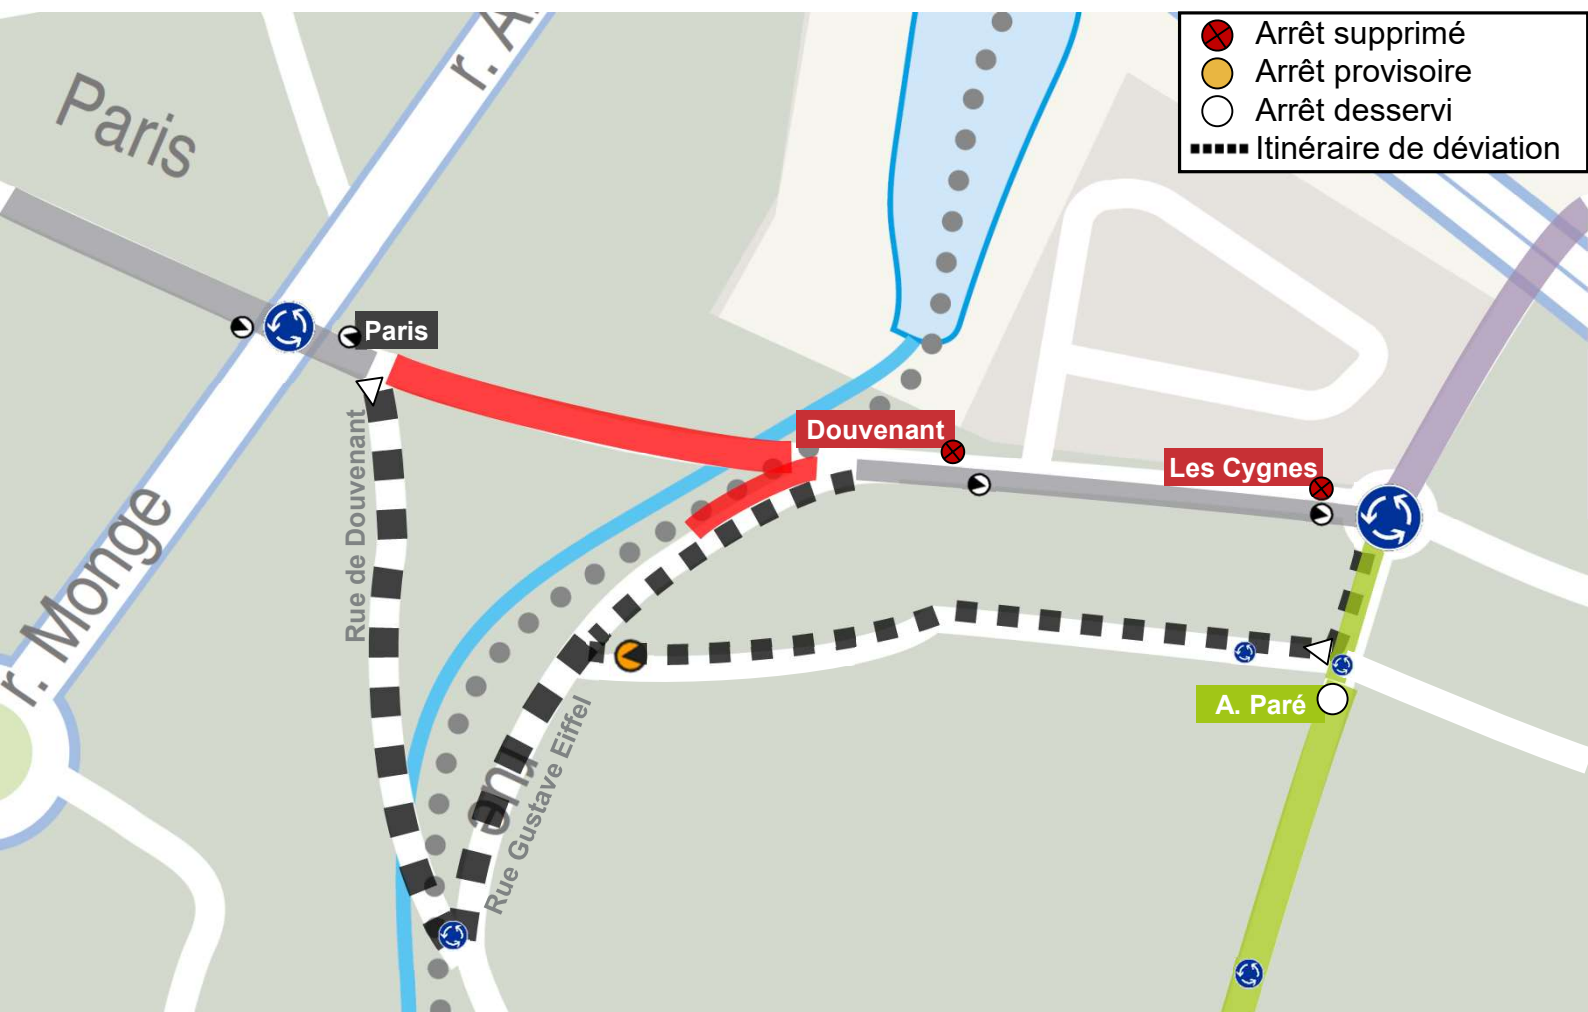 Arrêt supprimé
Arrêt provisoire
Arrêt desservi
Itinéraire de déviation
r. A
Paris
Paris
Rue de Douvenant
Douvenant
Les Cygnes
r. Monge
A. Paré
rue
Rue Gustave Eiffel